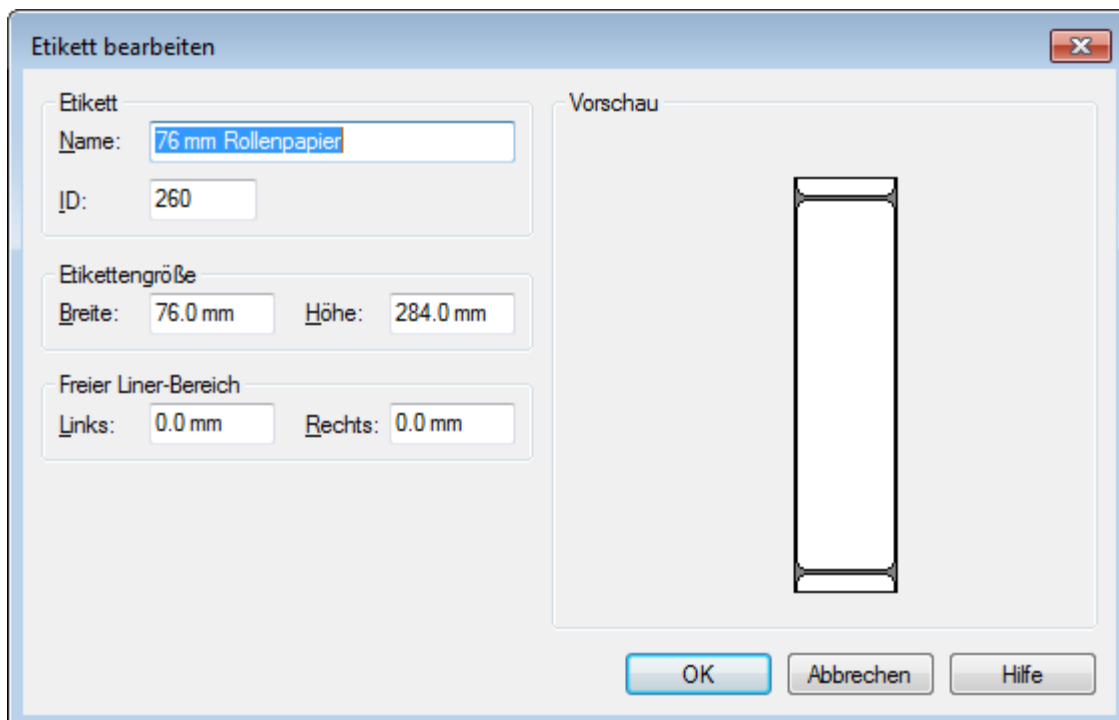 Etikett bearbeiten
Etikett
Name: 76 mm Rollenpapier
ID: 260
Etikettengröße
Breite: 76.0 mm Höhe: 284.0 mm
Freier Liner-Bereich
Links: 0.0 mm Rechts: 0.0 mm
Vorschau
OK Abbrechen Hilfe